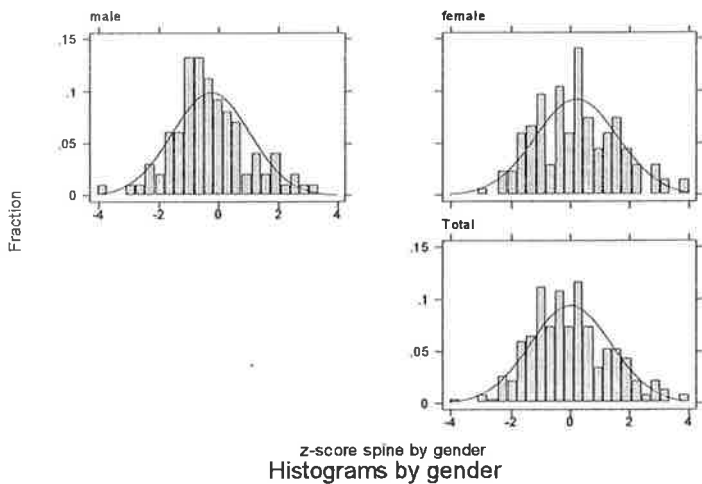 male
female
.15
.1
.05
0
-4 -2 0 2 4
Total
.15
.1
.05
0
-4 -2 0 2 4
Fraction
z-score spine by gender
Histograms by gender